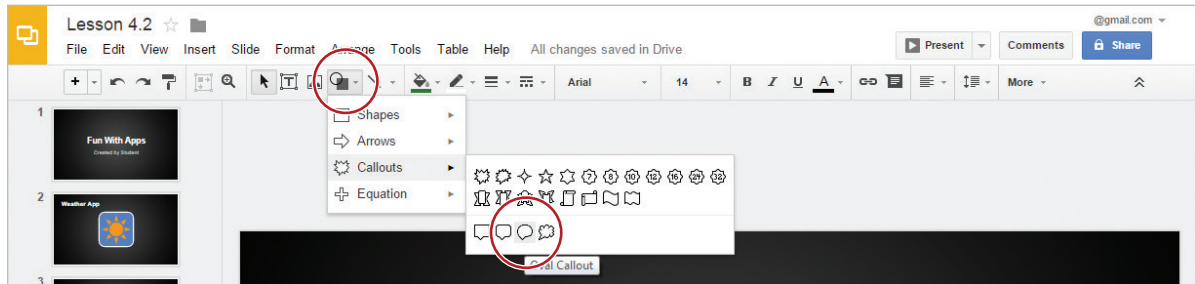 Lesson 4.2
@gmail.com
File Edit View Insert Slide Format Arrange Tools Table Help All changes saved in Drive
Present Comments Share
Arial 14 B I U A More
1
Fun With Apps
Created by Student
Shapes
Arrows
Callouts
Equation
7 8 10 12 16 24 32
2
Weather App
Oval Callout
3